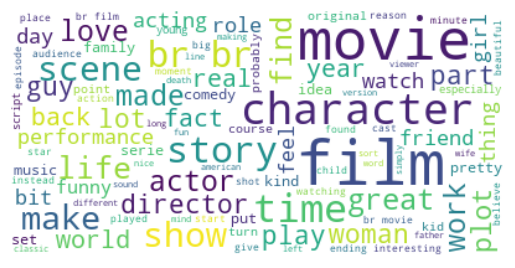 place
br film
young
acting
role
original
reason
minute
day
love
br br
find
movie
girl
beautiful
episode
audience
family
big
making
probably
year
viewer
script
scene
moment
line
death
real
idea
version
watch
part
especially
guy
point
action
made
comedy
character
thing
back
lot
long
fact
course
found
cast
friend
performance
fun
story
feel
film
star
serie
kind
sort
word
simply
wife
music
nice
american
child
pretty
instead
life
sound
shot
watching
believe
funny
actor
time
great
work
plot
bit
different
director
make
played
mind
start
put
br movie
father
kid
set
world
show
turn
play
woman
main
classic
give
left
ending
interesting